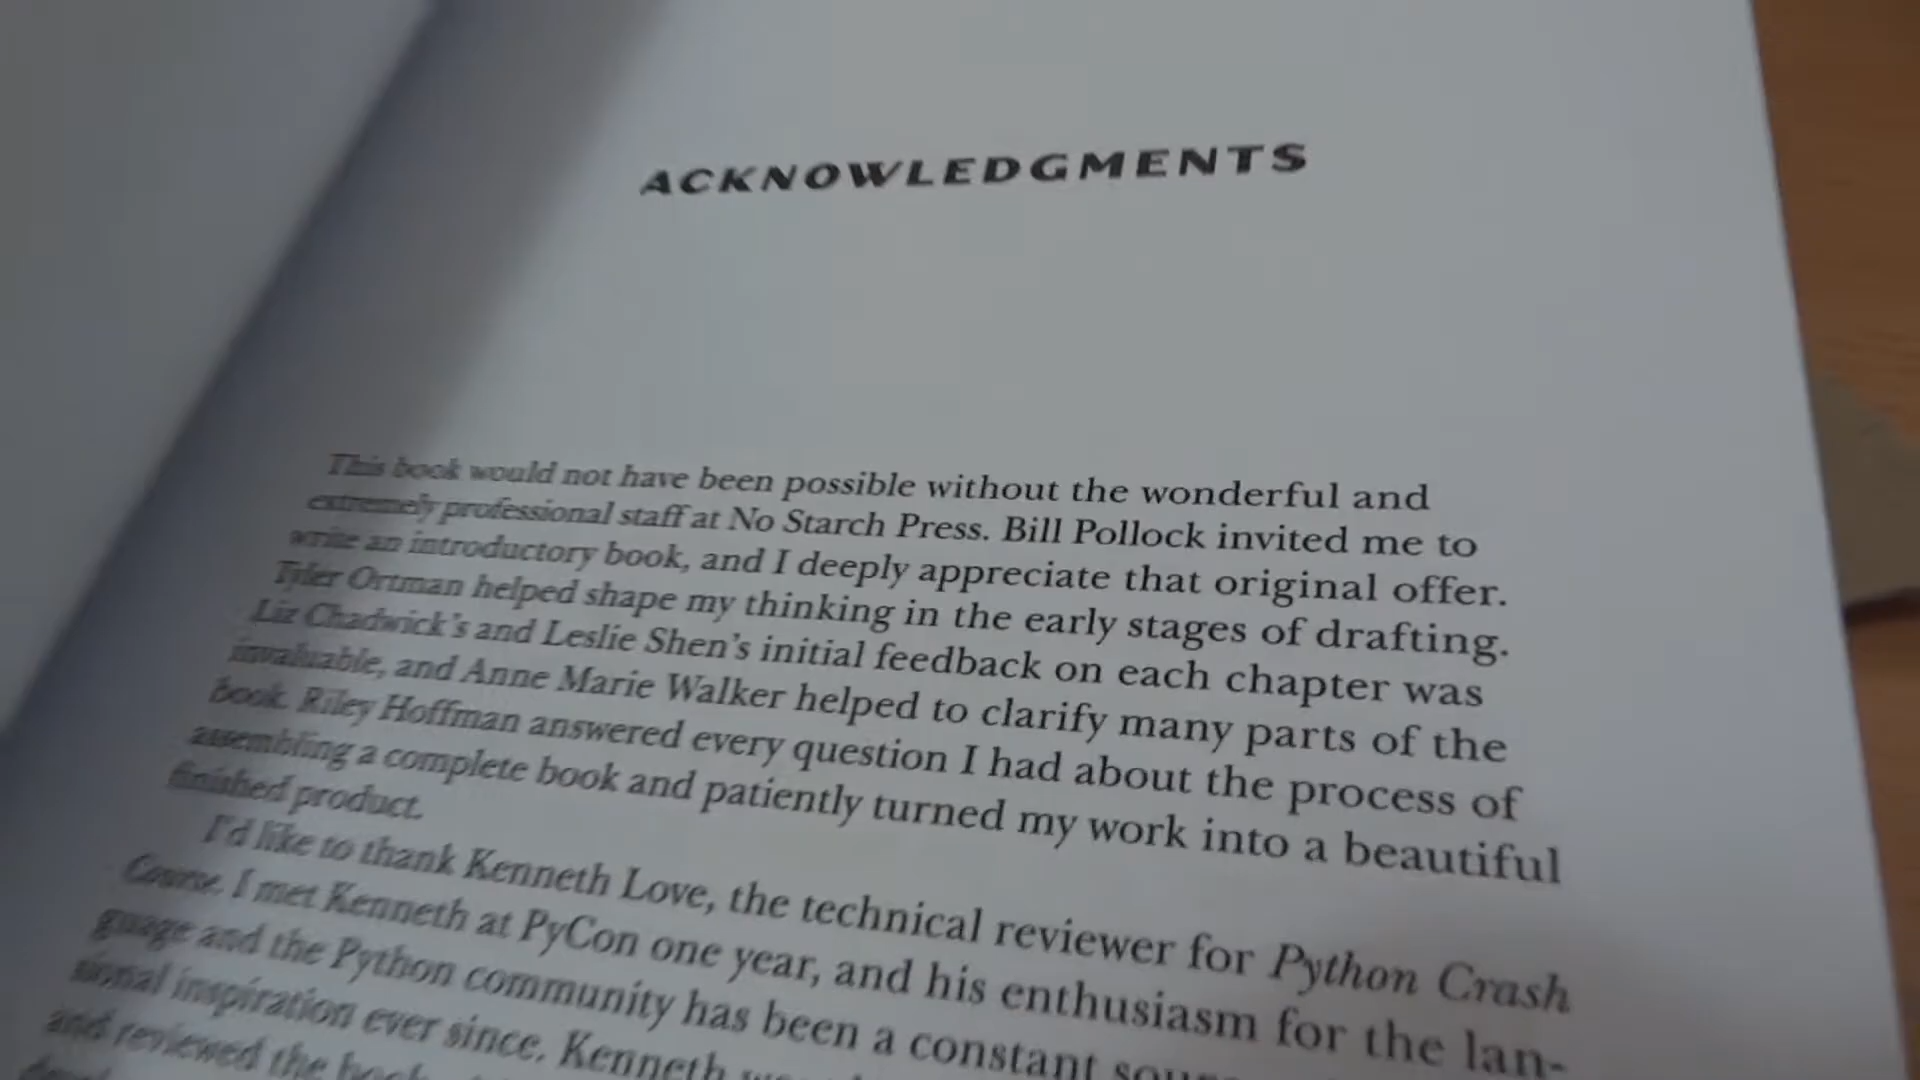 ACKNOWLEDGMENTS
This book would not have been possible without the wonderful and
extremely professional staff at No Starch Press. Bill Pollock invited me to
write an introductory book, and I deeply appreciate that original offer.
Tyler Ortman helped shape my thinking in the early stages of drafting.
Liz Chadwick's and Leslie Shen's initial feedback on each chapter was
invaluable, and Anne Marie Walker helped to clarify many parts of the
book. Riley Hoffman answered every question I had about the process of
assembling a complete book and patiently turned my work into a beautiful
finished product.
I'd like to thank Kenneth Love, the technical reviewer for Python Crash
Course. I met Kenneth at PyCon one year, and his enthusiasm for the lan-
guage and the Python community has been a constant
inspiration ever since. Kenneth
and reviewed the